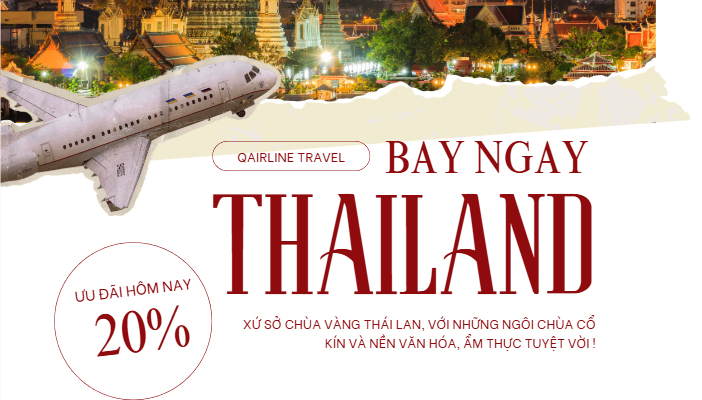 QAIRLINE TRAVEL
BAY NGAY
THAILAND
ƯU ĐÃI HÔM NAY
20%
XỨ SỞ CHÙA VÀNG THÁI LAN, VỚI NHỮNG NGÔI CHÙA CỔ
KÍN VÀ NỀN VĂN HÓA, ẨM THỰC TUYỆT VỜI !